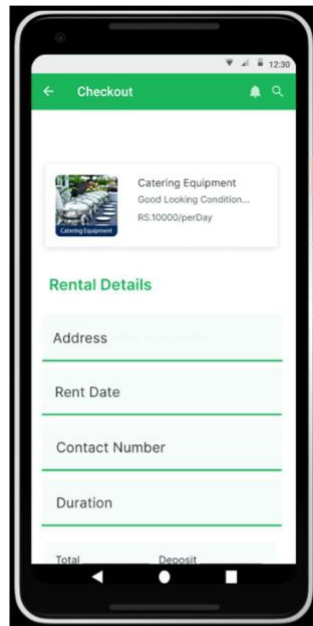 12:30
Checkout
Catering Equipment
Good Looking Condition...
RS.10000/perDay
Catering Equipment
Rental Details
Address
Rent Date
Contact Number
Duration
Total Deposit